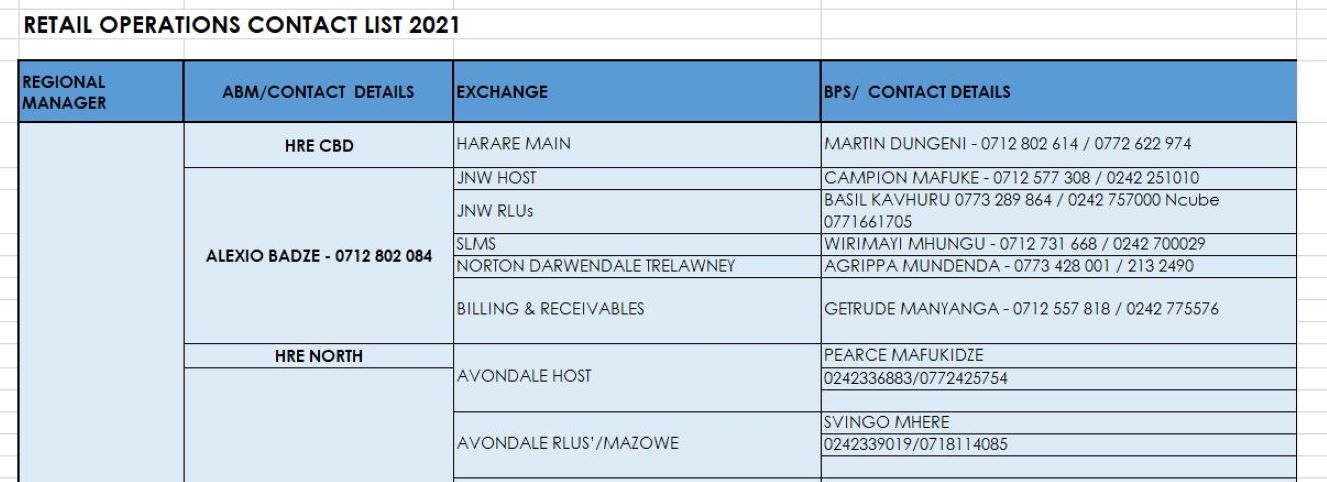 RETAIL OPERATIONS CONTACT LIST 2021
REGIONAL
MANAGER
ABM/CONTACT DETAILS
EXCHANGE
BPS/ CONTACT DETAILS
HRE CBD
HARARE MAIN
MARTIN DUNGENI - 0712 802 614 / 0772 622 974
ALEXIO BADZE - 0712 802 084
JNW HOST
CAMPION MAFUKE - 0712 577 308 / 0242 251010
JNW RLUs
BASIL KAVHURU 0773 289 864 / 0242 757000 Ncube
0771661705
SLMS
WIRIMAYI MHUNGU - 0712 731 668 / 0242 700029
NORTON DARWENDALE TRELAWNEY
AGRIPPA MUNDENDA - 0773 428 001 / 213 2490
BILLING & RECEIVABLES
GETRUDE MANYANGA - 0712 557 818 / 0242 775576
HRE NORTH
AVONDALE HOST
PEARCE MAFUKIDZE
0242336883/0772425754
AVONDALE RLUS'/MAZOWE
SVINGO MHERE
0242339019/0718114085